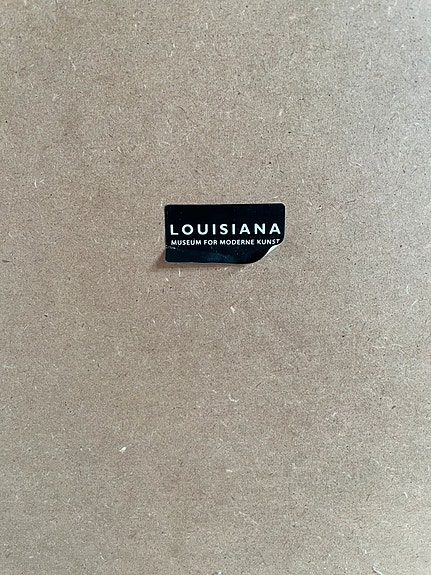 LOUISIANA
MUSEUM FOR MODERNE KUNST